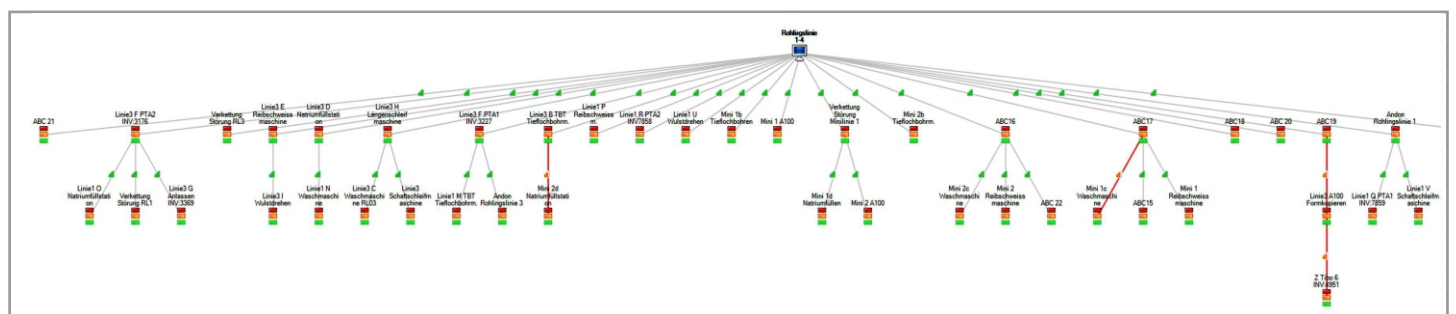 Rohlingslinie
1-4
ABC 21
Linie3 F PTA2
INV:3176
Verkettung
Störung RL3
Linie3 E
Reibschweiss
maschine
Linie3 D
Natriumfüllstati
on
Linie3 H
Längenschleif
maschine
Linie3 F PTA1
INV:3227
Linie3 B TBT
Tieflochbohrm.
Linie1 P
Reibschweiss
m.
Linie1 R PTA2
INV7858
Linie1 U
Wulstdrehen
Mini 1b
Tieflochbohren
Mini 1 A100
Verkettung
Störung
Minilinie 1
Mini 2b
Tieflochbohrm.
ABC16
ABC17
ABC18
ABC 20
ABC19
Andon
Rohlingslinie 1
Linie1 O
Natriumfüllstati
on
Verkettung
Störung RL1
Linie3 G
Anlassen
INV:3369
Linie3 I
Wulstdrehen
Linie1 N
Waschmaschi
ne
Linie3 C
Waschmaschi
ne RL03
Linie3
Schaftschleifm
aschine
Linie1 M TBT
Tieflochbohrm.
Andon
Rohlingslinie 3
Mini 2d
Natriumfüllstati
on
Mini 1d
Natriumfüllen
Mini 2 A100
Mini 2c
Waschmaschi
ne
Mini 2
Reibschweiss
maschine
ABC 22
Mini 1c
Waschmaschi
ne
ABC15
Mini 1
Reibschweiss
maschine
Linie3 A100
Formkopieren
Linie1 Q PTA1
INV:7859
Linie1 V
Schaftschleifm
aschine
Z Tibo 6
INV:4951